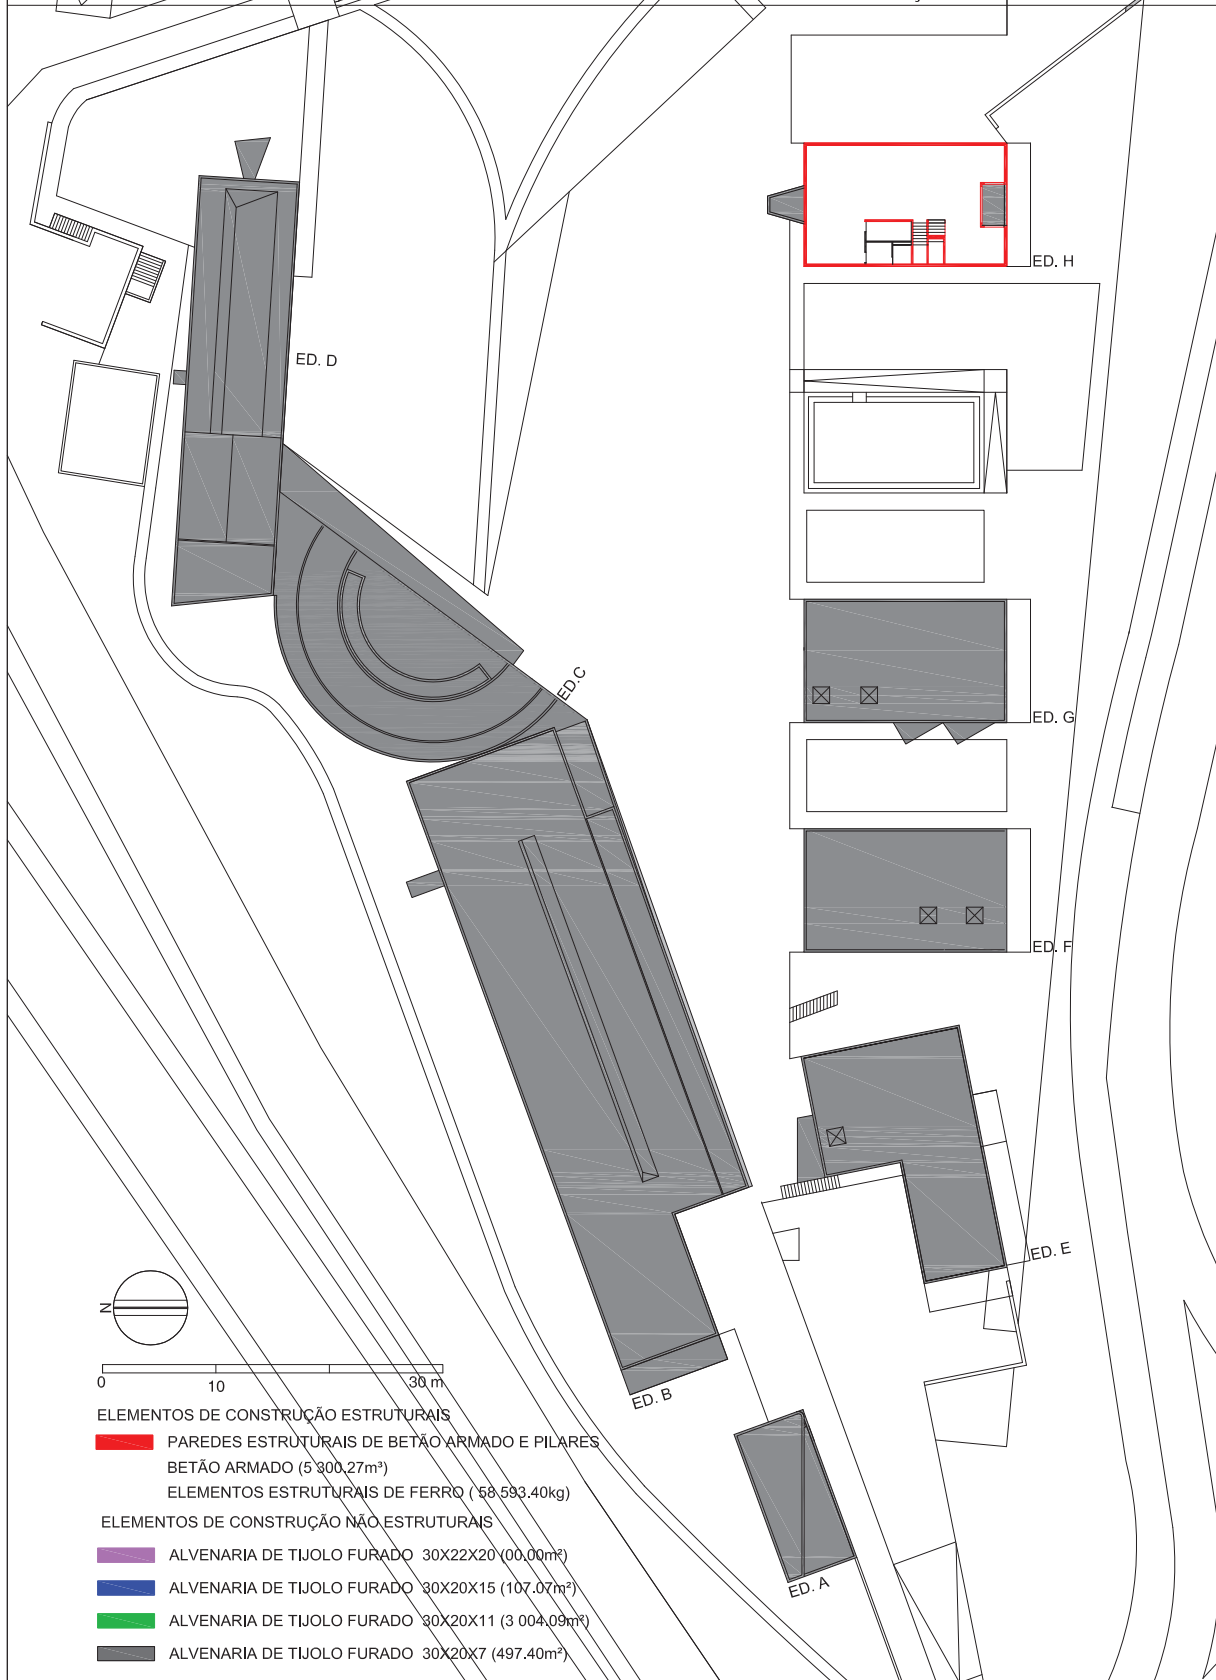 ED. H
ED. D
ED.C
ED. G
ED. F
ED. E
N
0 10 30 m
ED. B
ELEMENTOS DE CONSTRUÇÃO ESTRUTURAIS
PAREDES ESTRUTURAIS DE BETÃO ARMADO E PILARES
BETÃO ARMADO (5 300.27m³)
ELEMENTOS ESTRUTURAIS DE FERRO ( 58 593.40kg)
ELEMENTOS DE CONSTRUÇÃO NÃO ESTRUTURAIS
ALVENARIA DE TIJOLO FURADO 30X22X20 (00.00m²)
ED. A
ALVENARIA DE TIJOLO FURADO 30X20X15 (107.07m²)
ALVENARIA DE TIJOLO FURADO 30X20X11 (3 004.09m²)
ALVENARIA DE TIJOLO FURADO 30X20X7 (497.40m²)